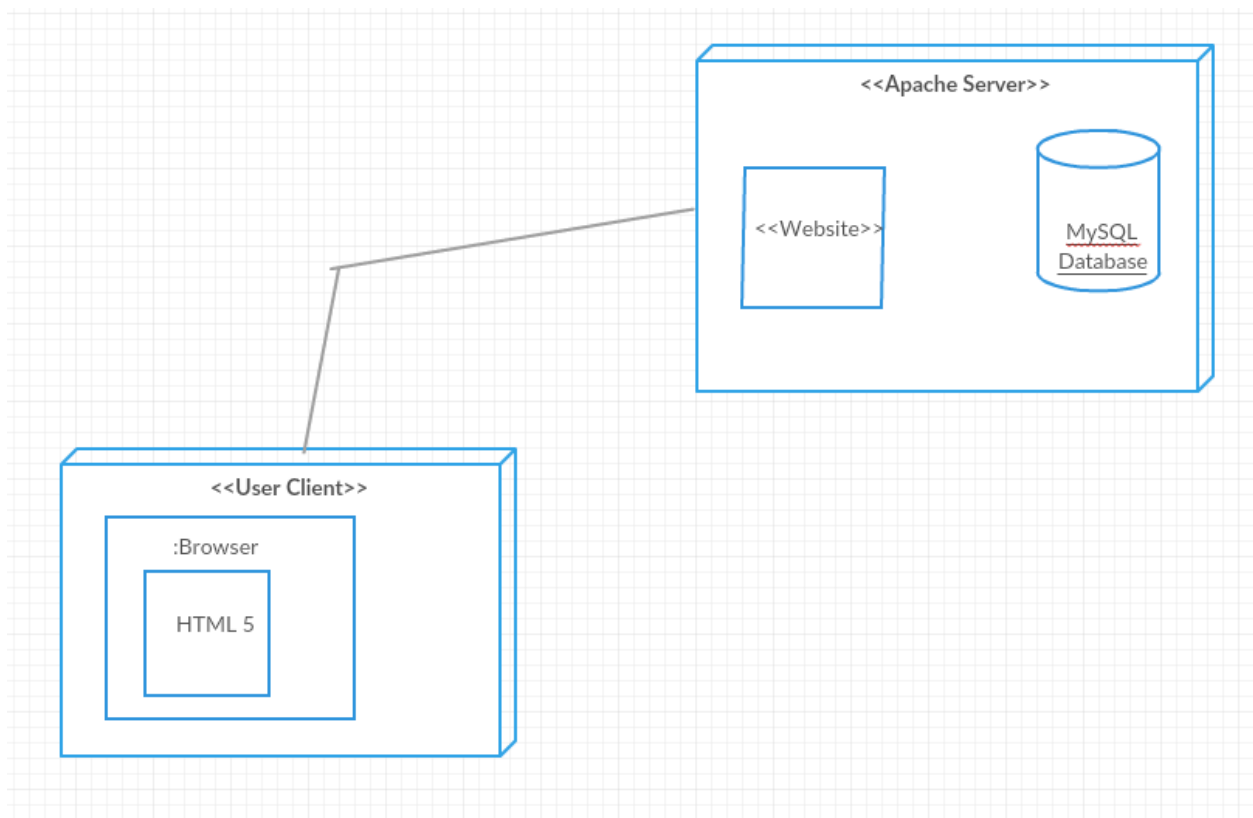 <<Apache Server>>
<<Website>>
MySQL
Database
<<User Client>>
:Browser
HTML 5